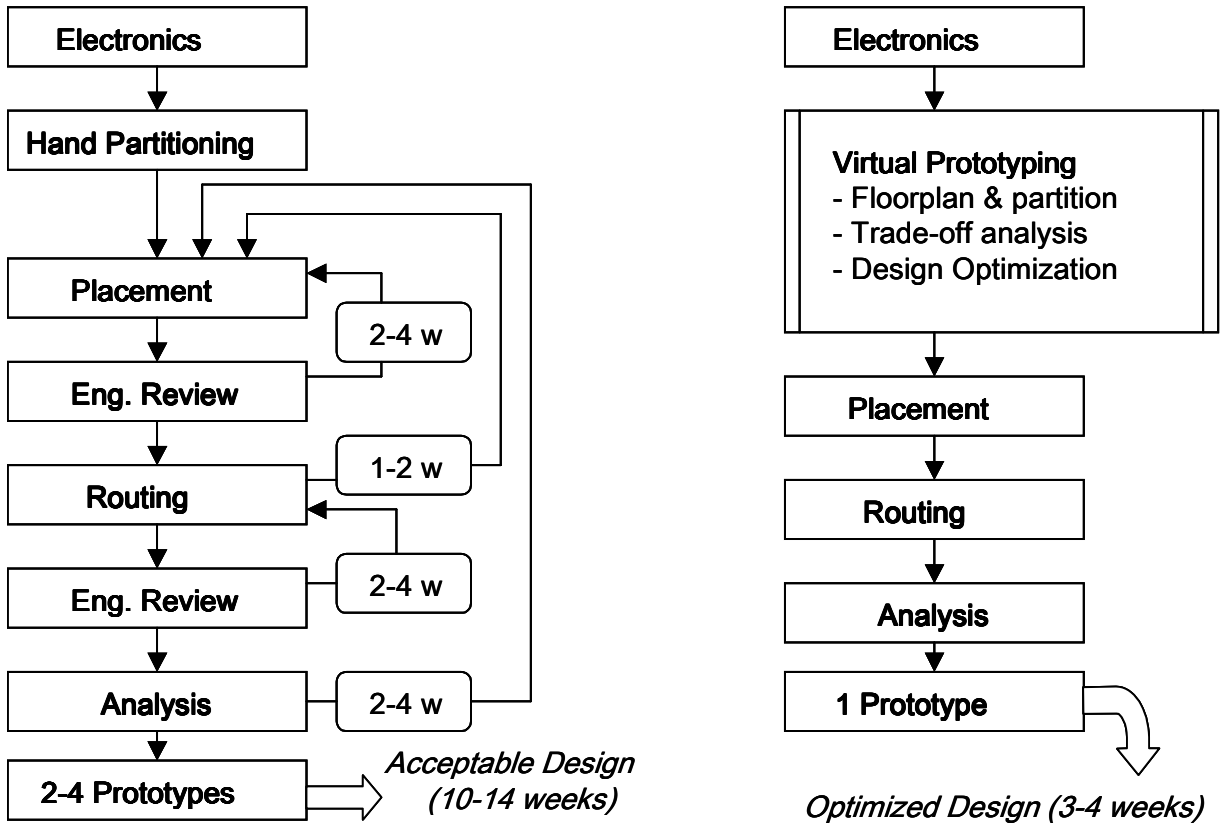 Electronics
Hand Partitioning
Placement
2-4 w
Eng. Review
1-2 w
Routing
2-4 w
Eng. Review
Analysis
2-4 w
2-4 Prototypes
Acceptable Design
(10-14 weeks)
Electronics
Virtual Prototyping
- Floorplan & partition
- Trade-off analysis
- Design Optimization
Placement
Routing
Analysis
1 Prototype
Optimized Design (3-4 weeks)